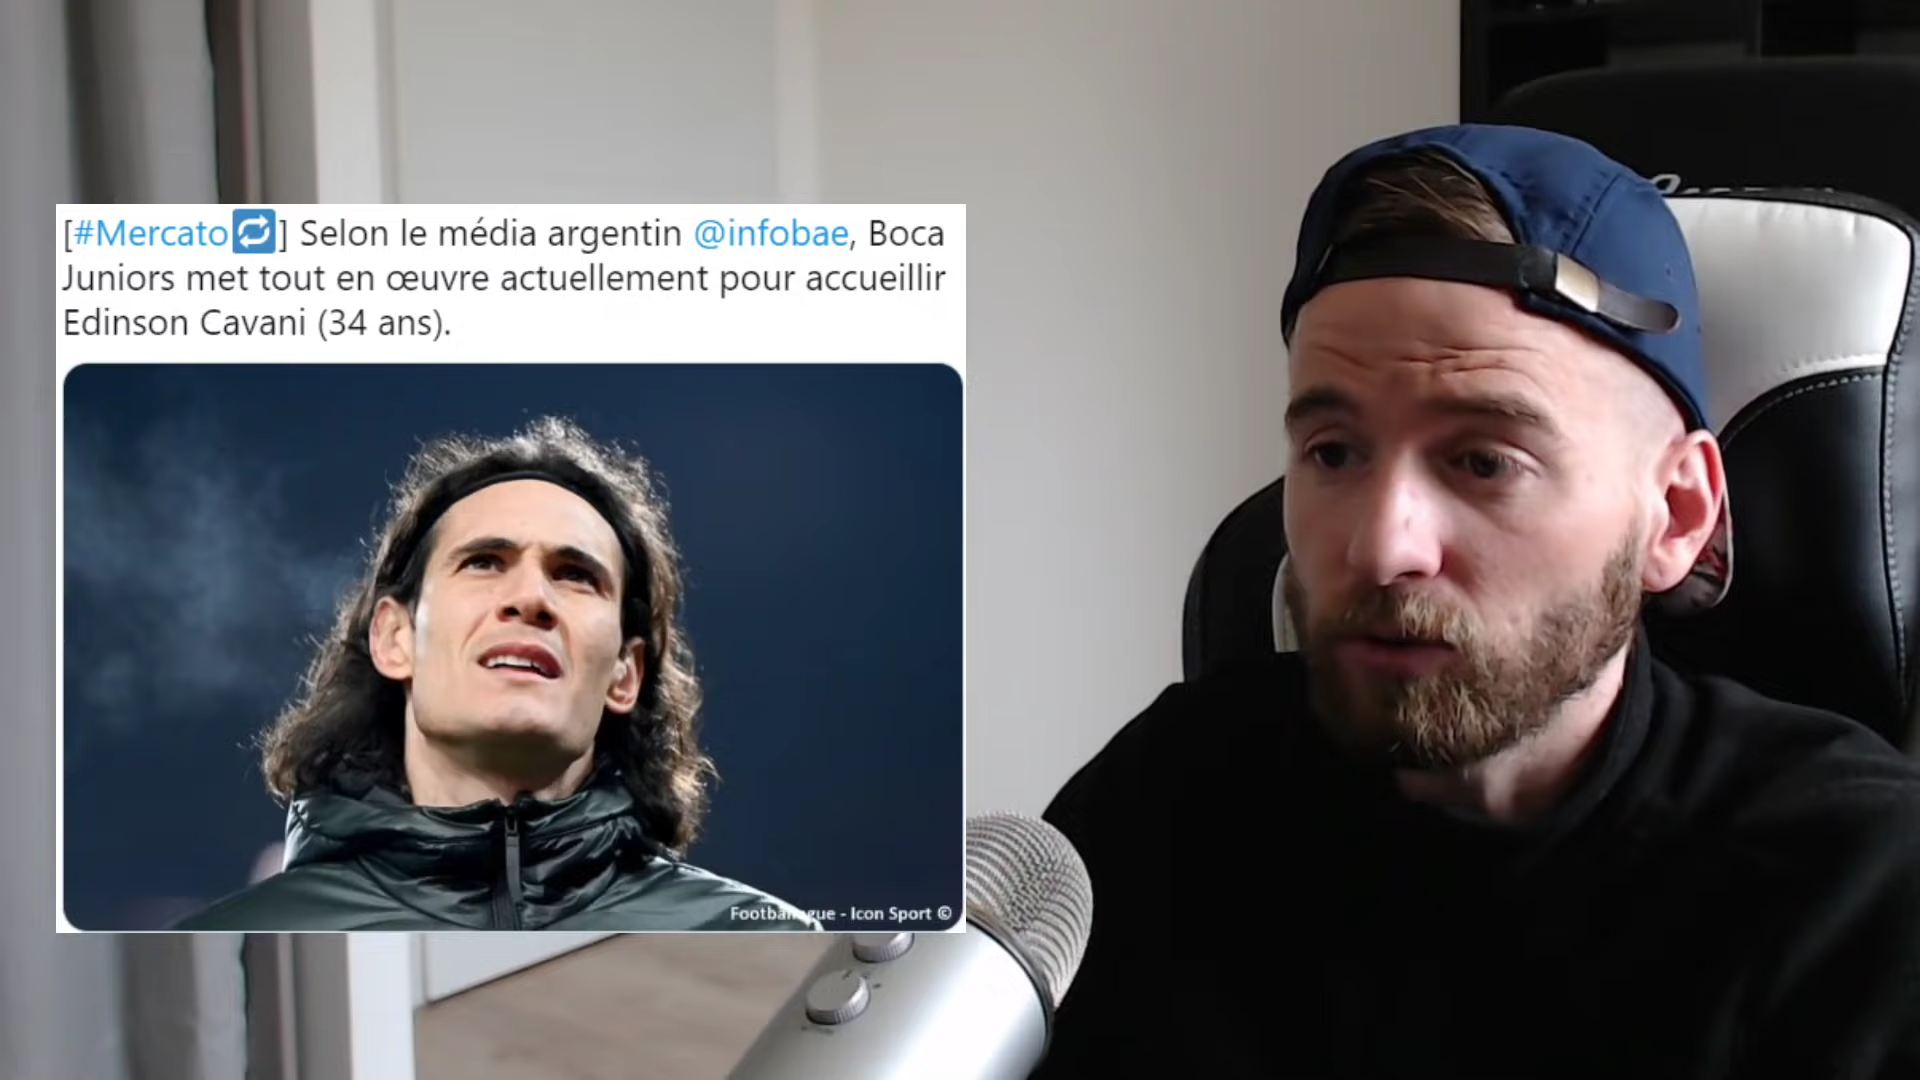 [#Mercato🔁] Selon le média argentin @infobae, Boca
Juniors met tout en œuvre actuellement pour accueillir
Edinson Cavani (34 ans).
- Icon Sport ©